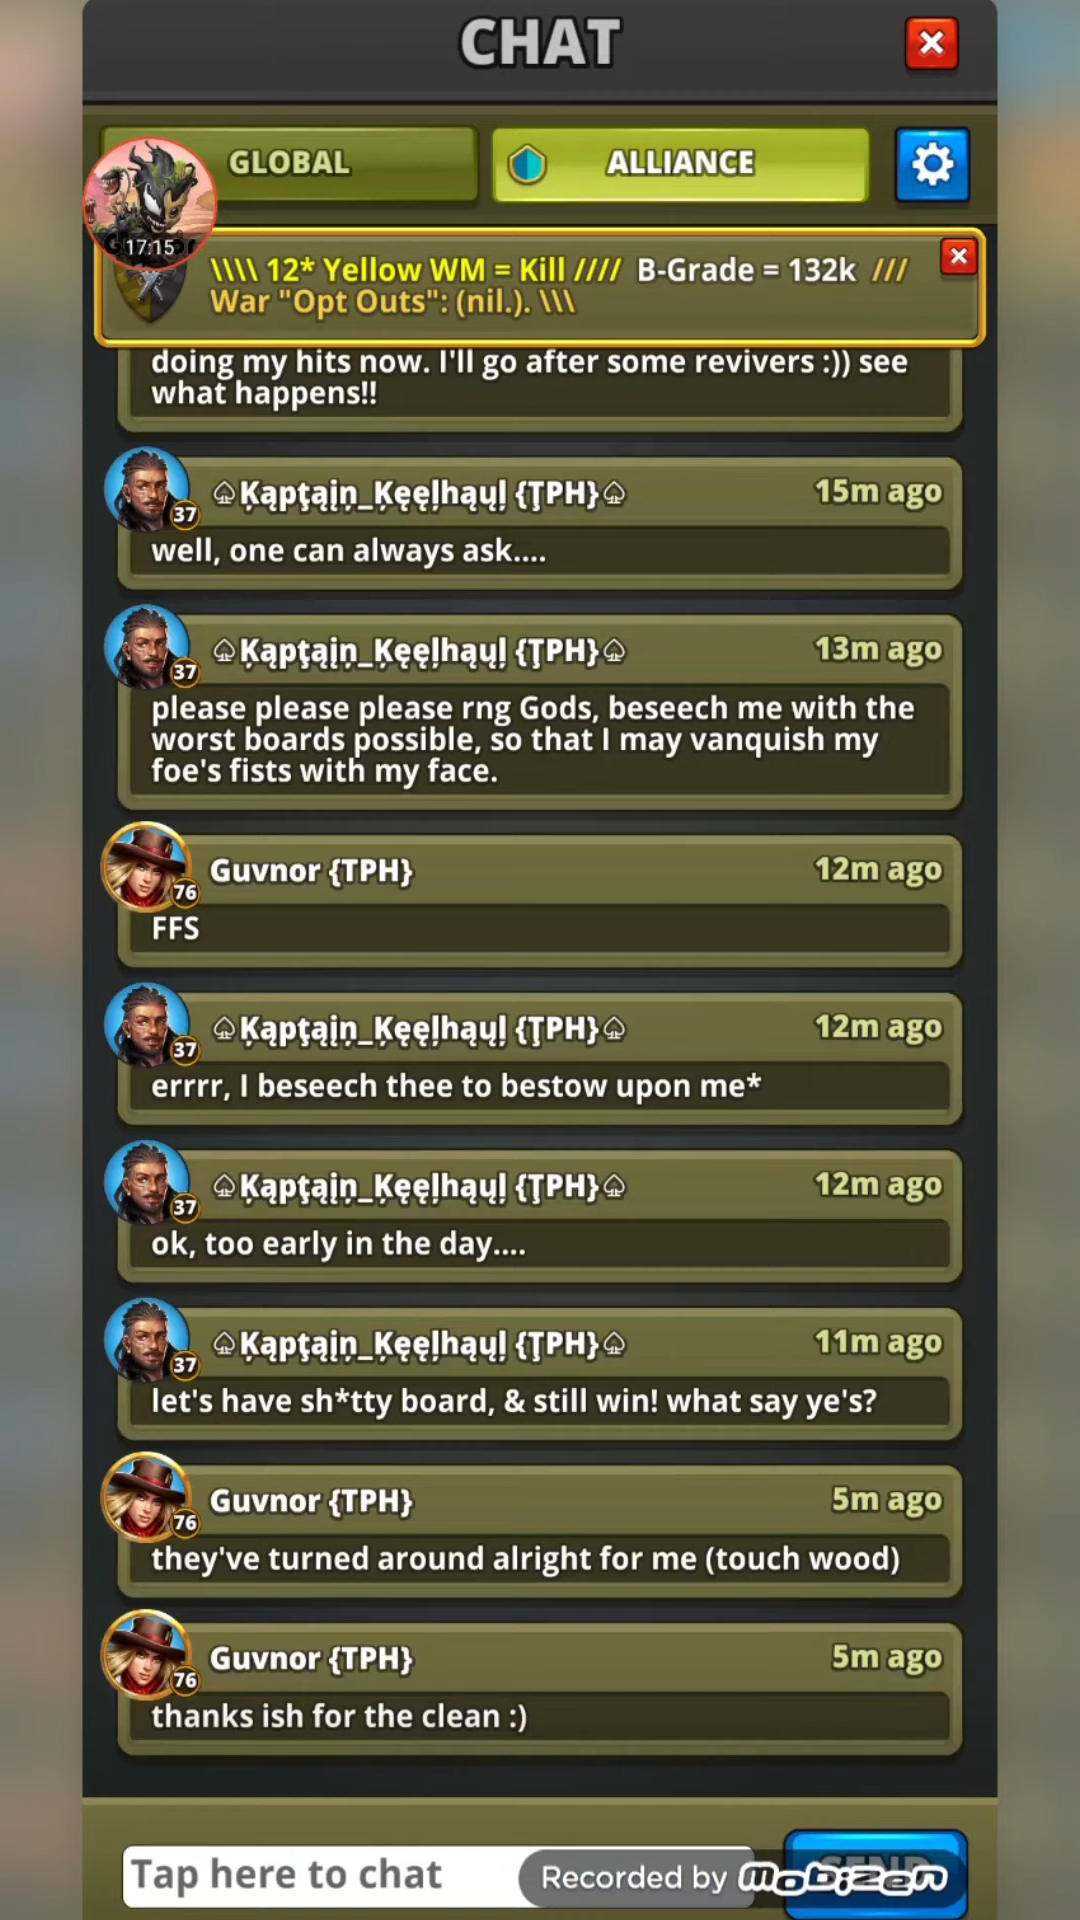 CHAT
GLOBAL
ALLIANCE
17:15
\\\\ 12* Yellow WM = Kill //// B-Grade = 132k ///
War "Opt Outs": (nil.). \\\
doing my hits now. I'll go after some revivers :)) see
what happens!!
♤Ķąpţąįņ_Ķęęļhąųļ {ŢPH}♤ 15m ago
37
well, one can always ask....
♤Ķąpţąįņ_Ķęęļhąųļ {ŢPH}♤ 13m ago
37
please please please rng Gods, beseech me with the
worst boards possible, so that I may vanquish my
foe's fists with my face.
Guvnor {TPH} 12m ago
76
FFS
♤Ķąpţąįņ_Ķęęļhąųļ {ŢPH}♤ 12m ago
37
errrr, I beseech thee to bestow upon me*
♤Ķąpţąįņ_Ķęęļhąųļ {ŢPH}♤ 12m ago
37
ok, too early in the day....
♤Ķąpţąįņ_Ķęęļhąųļ {ŢPH}♤ 11m ago
37
let's have sh*tty board, & still win! what say ye's?
Guvnor {TPH} 5m ago
76
they've turned around alright for me (touch wood)
Guvnor {TPH} 5m ago
76
thanks ish for the clean :)
Tap here to chat
SEND
Recorded by mobizen